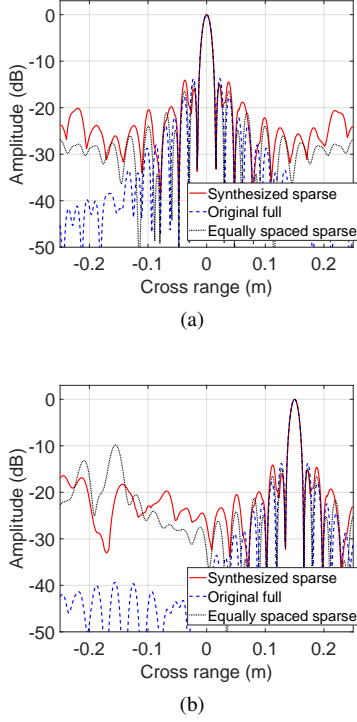 0
-10
-20
-30
-40
-50
Amplitude (dB)
Synthesized sparse
Original full
Equally spaced sparse
-0.2 -0.1 0 0.1 0.2
Cross range (m)
(a)
0
-10
-20
-30
-40
-50
Amplitude (dB)
Synthesized sparse
Original full
Equally spaced sparse
-0.2 -0.1 0 0.1 0.2
Cross range (m)
(b)